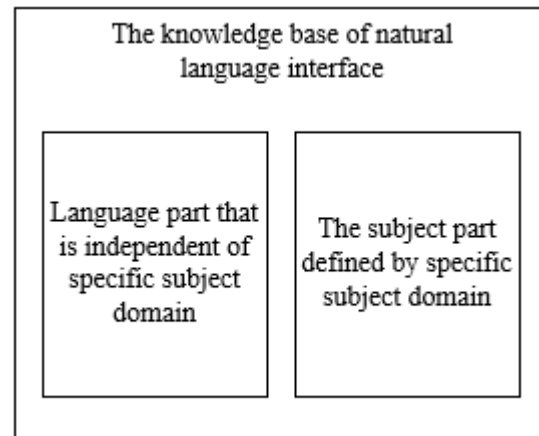 The knowledge base of natural
language interface
Language part that
is independent of
specific subject
domain
The subject part
defined by specific
subject domain